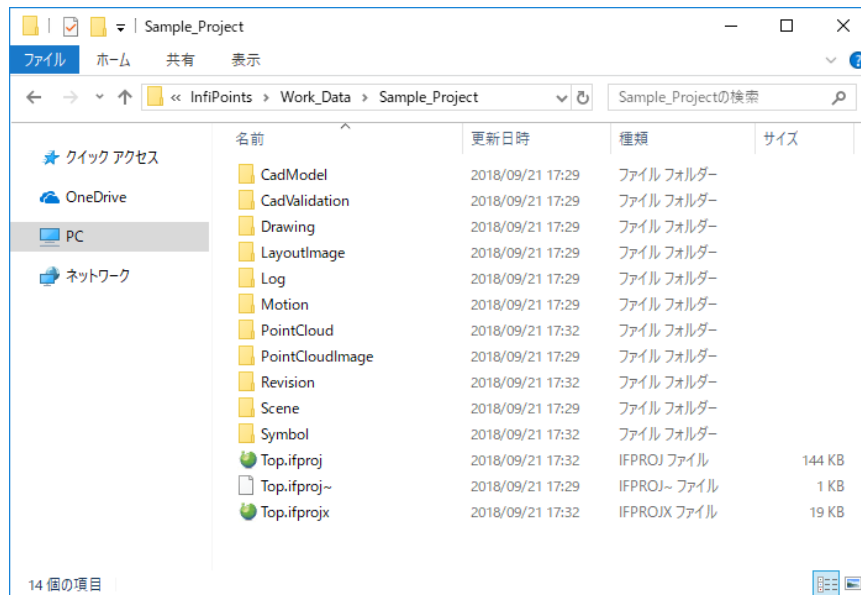 Sample_Project
ファイル ホーム 共有 表示
« InfiPoints › Work_Data › Sample_Project Sample_Projectの検索
名前 更新日時 種類 サイズ
クイック アクセス
OneDrive
PC
ネットワーク
CadModel 2018/09/21 17:29 ファイル フォルダー
CadValidation 2018/09/21 17:29 ファイル フォルダー
Drawing 2018/09/21 17:29 ファイル フォルダー
LayoutImage 2018/09/21 17:29 ファイル フォルダー
Log 2018/09/21 17:29 ファイル フォルダー
Motion 2018/09/21 17:29 ファイル フォルダー
PointCloud 2018/09/21 17:32 ファイル フォルダー
PointCloudImage 2018/09/21 17:29 ファイル フォルダー
Revision 2018/09/21 17:32 ファイル フォルダー
Scene 2018/09/21 17:29 ファイル フォルダー
Symbol 2018/09/21 17:32 ファイル フォルダー
Top.ifproj 2018/09/21 17:32 IFPROJ ファイル 144 KB
Top.ifproj~ 2018/09/21 17:29 IFPROJ~ ファイル 1 KB
Top.ifprojx 2018/09/21 17:32 IFPROJX ファイル 19 KB
14 個の項目